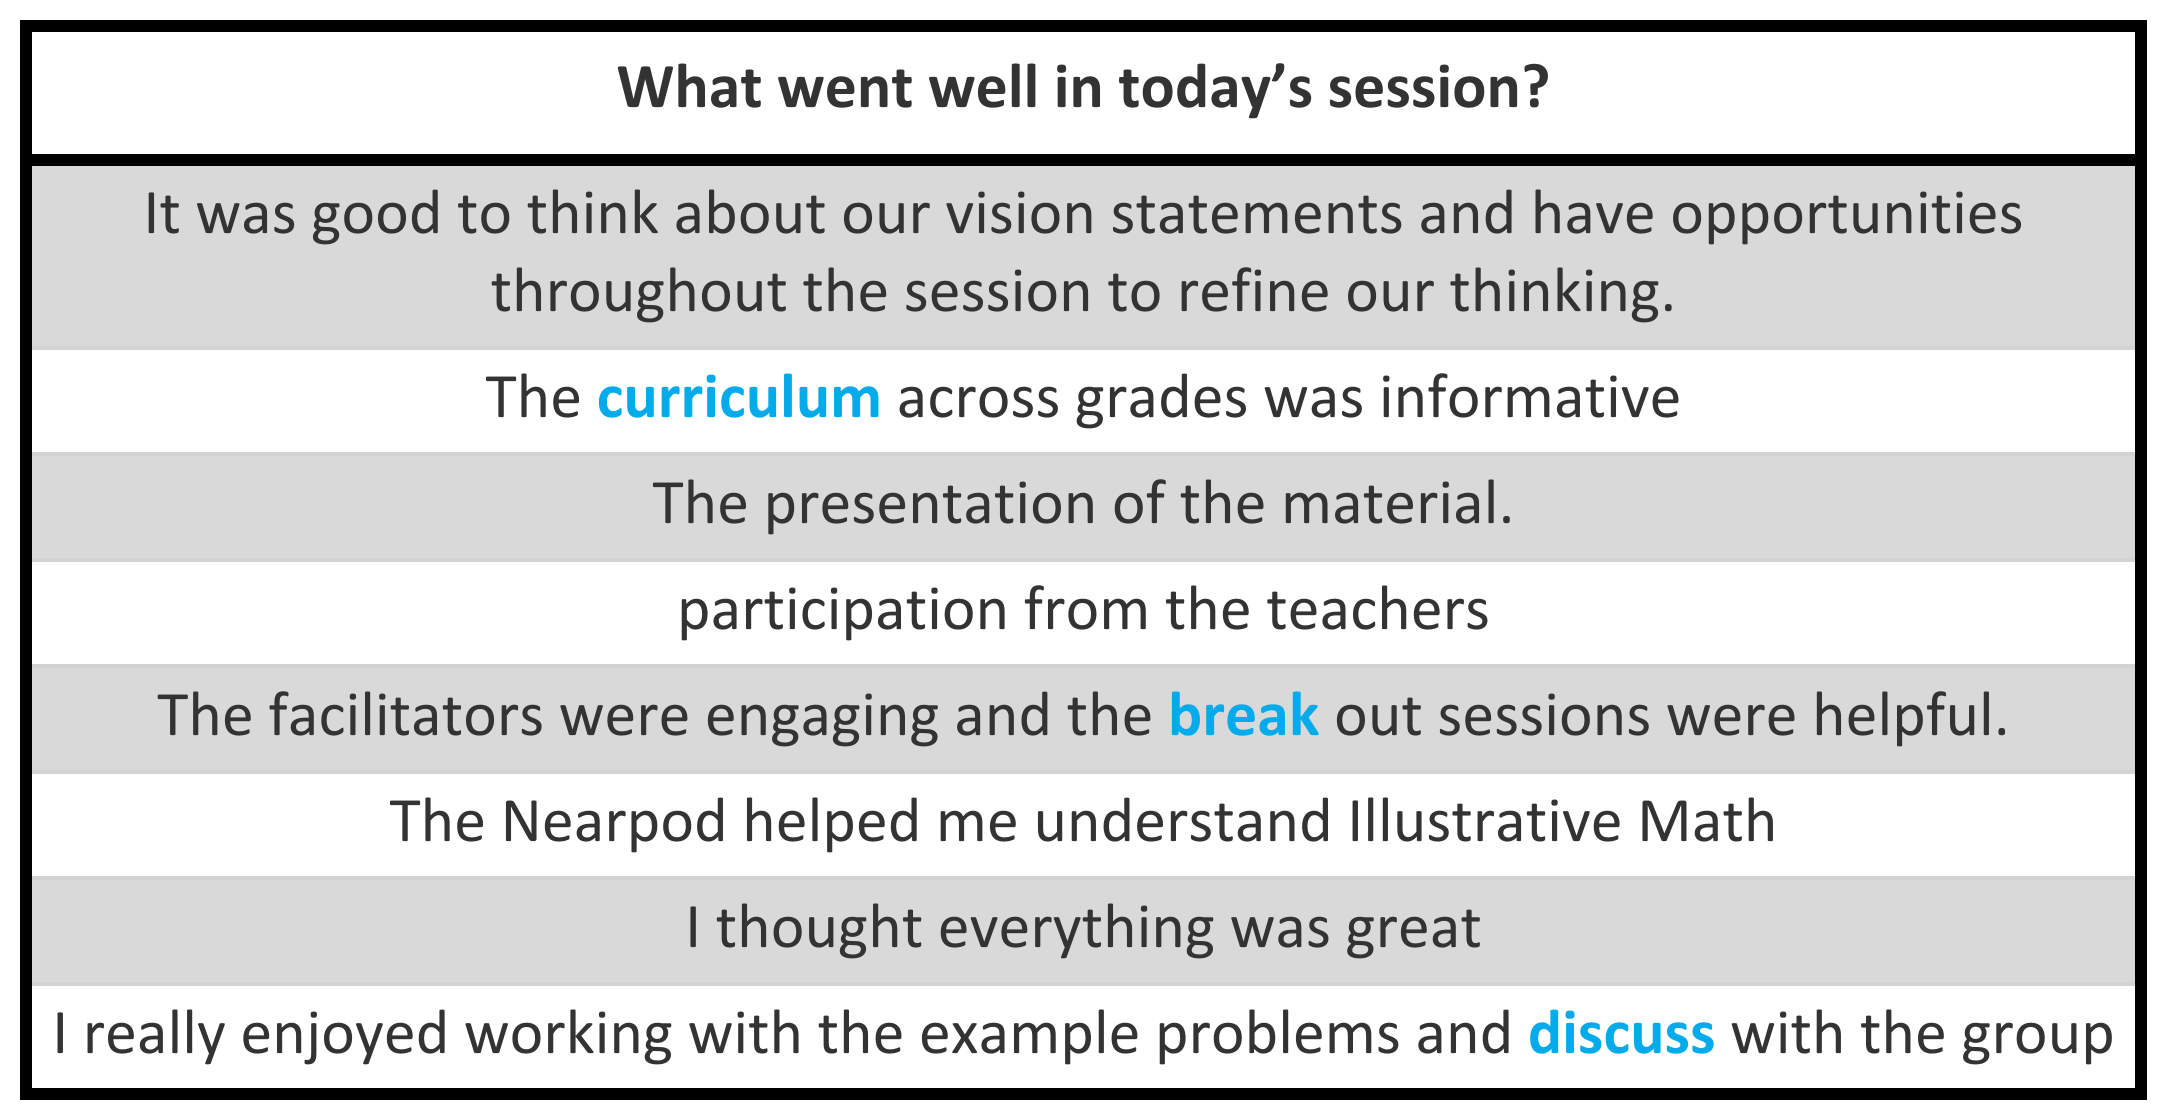 What went well in today’s session?
It was good to think about our vision statements and have opportunities
throughout the session to refine our thinking.
The curriculum across grades was informative
The presentation of the material.
participation from the teachers
The facilitators were engaging and the break out sessions were helpful.
The Nearpod helped me understand Illustrative Math
I thought everything was great
I really enjoyed working with the example problems and discuss with the group